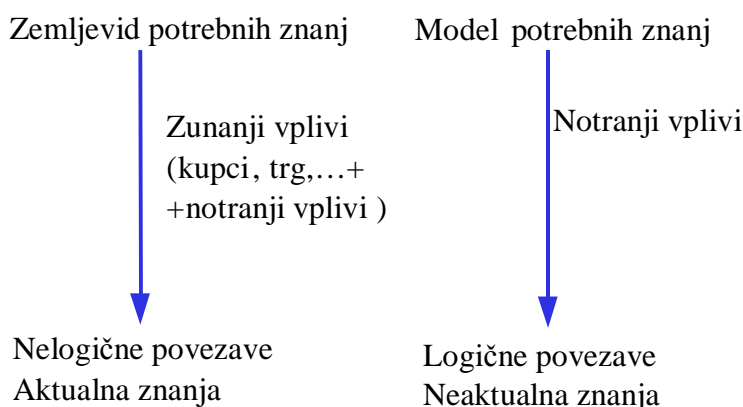 Zemljevid potrebnih znanj
Zunanji vplivi
(kupci, trg,…+
+notranji vplivi )
Nelogične povezave
Aktualna znanja
Model potrebnih znanj
Notranji vplivi
Logične povezave
Neaktualna znanja